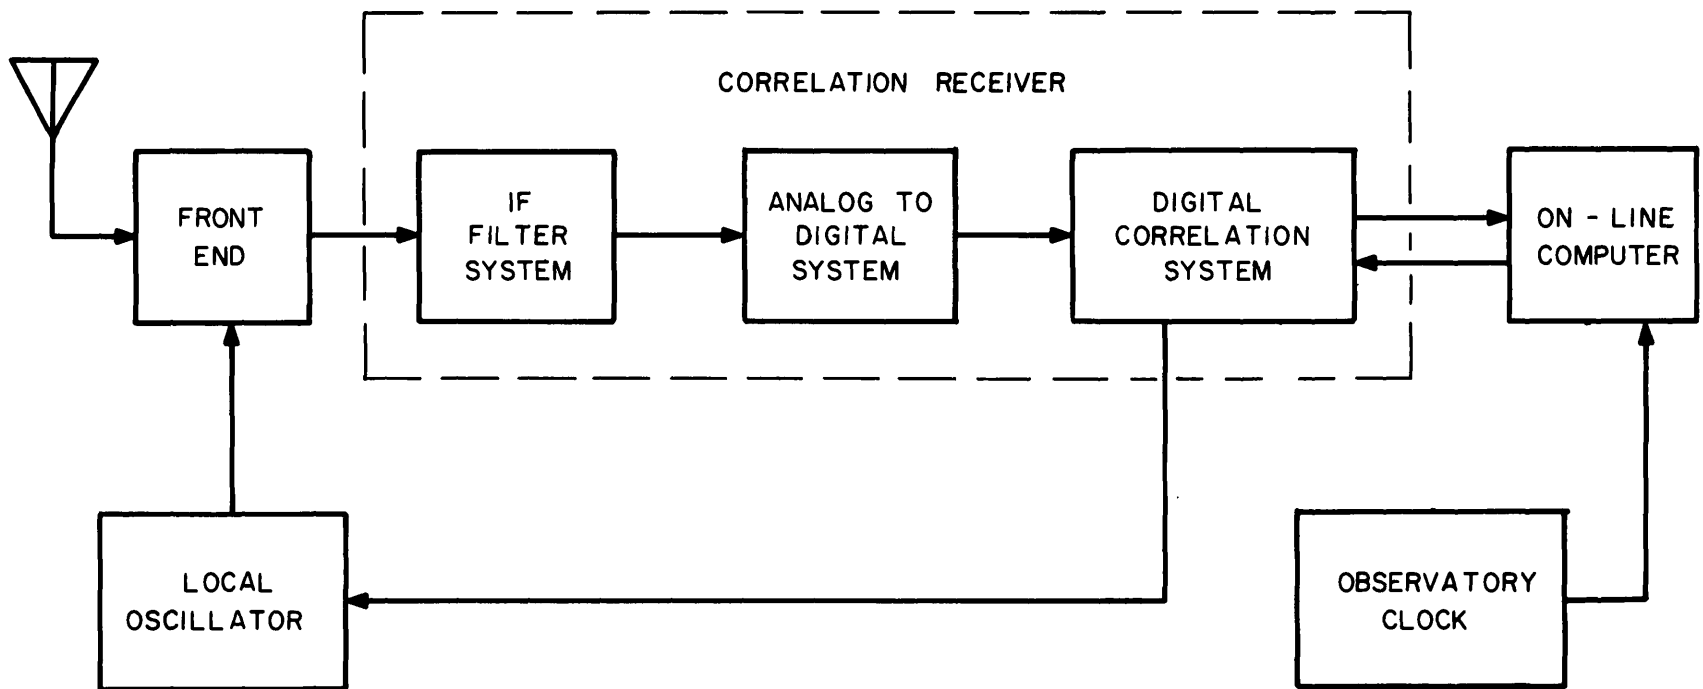 CORRELATION RECEIVER
FRONT
END
IF
FILTER
SYSTEM
ANALOG TO
DIGITAL
SYSTEM
DIGITAL
CORRELATION
SYSTEM
ON - LINE
COMPUTER
LOCAL
OSCILLATOR
OBSERVATORY
CLOCK